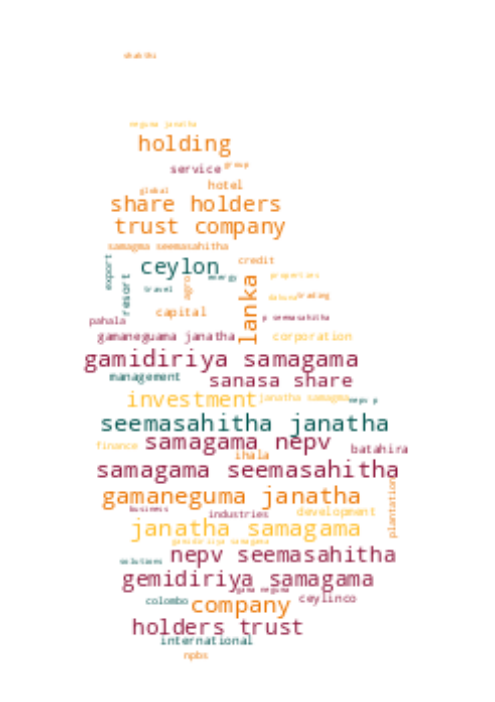 shakthi
neguma janatha
holding
service group
global hotel
share holders
trust company
samagma seemasahitha
export ceylon credit
resort travel agro energy lanka properties
dakuna trading
capital
pahala p seemasahitha
gamaneguama janatha corporation
gamidiriya samagama
management sanasa share
investment janatha samagma nepv p
seemasahitha janatha
finance samagama nepv batahira
ihala
samagama seemasahitha
gamaneguma janatha plantation
business industries development
janatha samagama
gamidiriya samagama
solutions nepv seemasahitha
gemidiriya samagama
gama neguma
colombo company ceylinco
holders trust
international
npbs